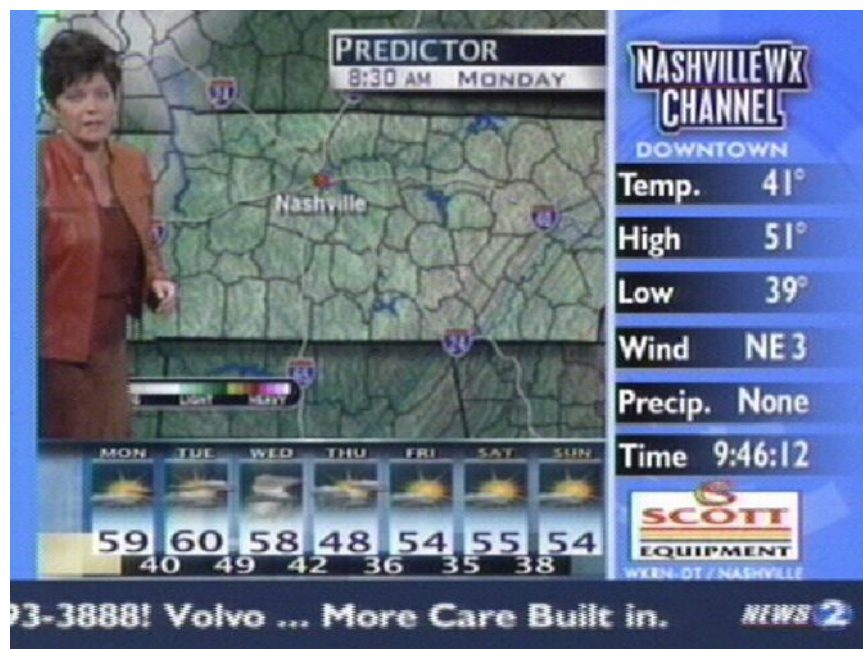 PREDICTOR
8:30 AM MONDAY
NASHVILLEWX
CHANNEL
DOWNTOWN
Temp. 41°
High 51°
Low 39°
Wind NE 3
Precip. None
Time 9:46:12
SCOTT
EQUIPMENT
WKRN-DT / NASHVILLE
24
Nashville
24
65
LIGHT HEAVY
MON TUE WED THU FRI SAT SUN
59 60 58 48 54 55 54
40 49 42 36 35 38
93-3888! Volvo ... More Care Built in.
NEWS 2